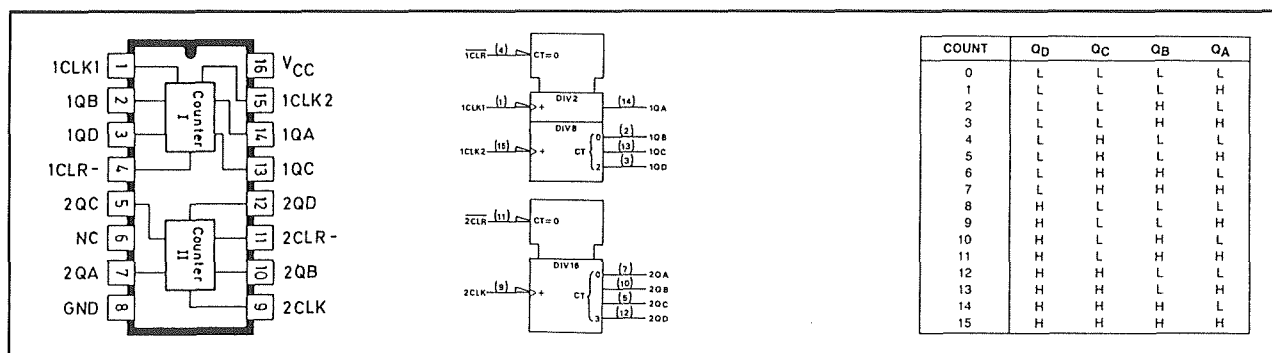 1CLK1 1 16 VCC
1QB 2 15 1CLK2
1QD 3 14 1QA
1CLR- 4 13 1QC
2QC 5 12 2QD
NC 6 11 2CLR-
2QA 7 10 2QB
GND 8 9 2CLK
Counter I
Counter II
1CLR (4) CT=0
DIV2
1CLK1 (1) + (14) 1QA
DIV8
0 (2) 1QB
1CLK2 (15) + CT (13) 1QC
2 (3) 1QD
2CLR (11) CT=0
DIV16
0 (7) 2QA
(10) 2QB
2CLK (9) + CT (5) 2QC
3 (12) 2QD
COUNT QD QC QB QA
0 L L L L
1 L L L H
2 L L H L
3 L L H H
4 L H L L
5 L H L H
6 L H H L
7 L H H H
8 H L L L
9 H L L H
10 H L H L
11 H L H H
12 H H L L
13 H H L H
14 H H H L
15 H H H H